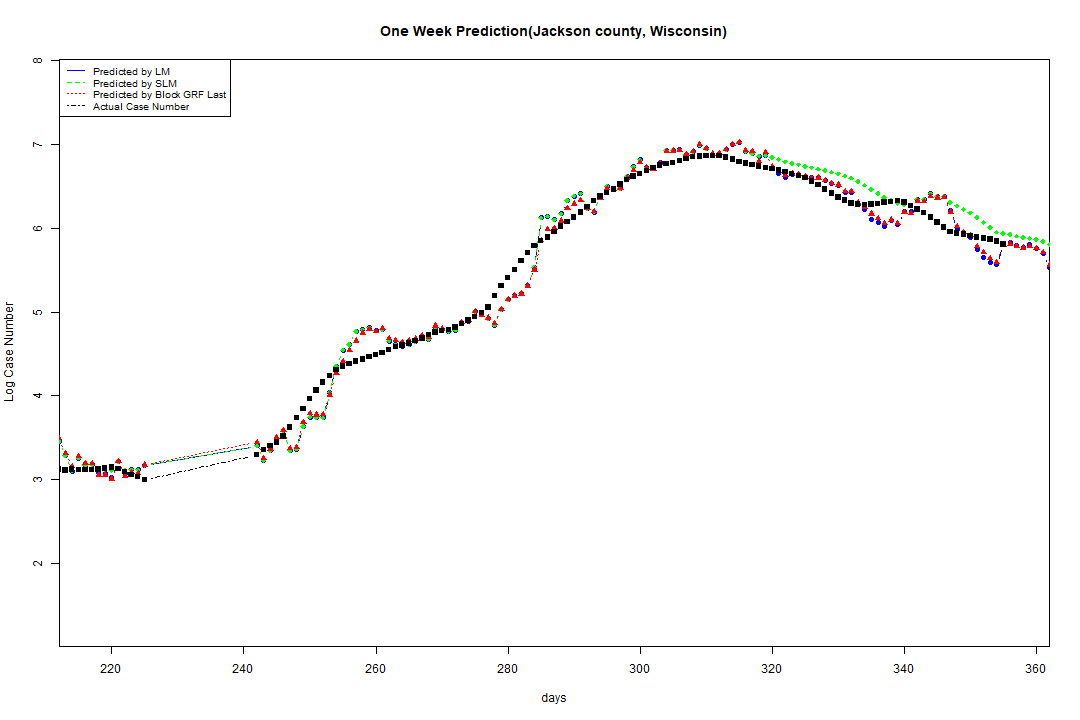 One Week Prediction(Jackson county, Wisconsin)
Predicted by LM
Predicted by SLM
Predicted by Block GRF Last
Actual Case Number
8
7
6
5
4
3
2
Log Case Number
220 240 260 280 300 320 340 360
days